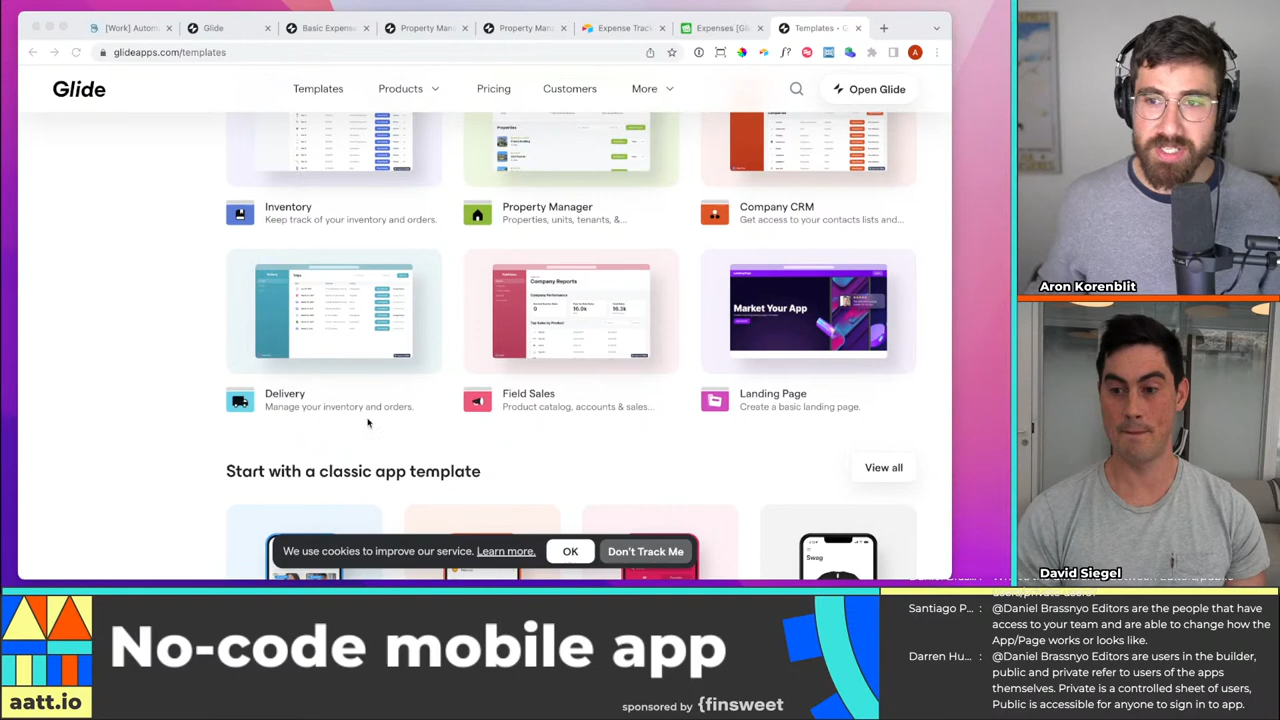 [Work] Autom
Glide
Basic Expense
Property Mana
Property Mana
Expense Track
Expenses [Gli
Templates • G
glideapps.com/templates
A
Glide
Templates
Products
Pricing
Customers
More
Open Glide
Inventory
Keep track of your inventory and orders.
Property Manager
Properties, units, tenants, &...
Company CRM
Get access to your contacts lists and...
Company Reports
Market Your App
Delivery
Manage your inventory and orders.
Field Sales
Product catalog, accounts & sales...
Landing Page
Create a basic landing page.
Start with a classic app template
View all
Swag
We use cookies to improve our service. Learn more.
OK
Don't Track Me
Aron Korenblit
David Siegel
Santiago P... : @Daniel Brassnyo Editors are the people that have
access to your team and are able to change how the
App/Page works or looks like.
Darren Hu... : @Daniel Brassnyo Editors are users in the builder,
public and private refer to users of the apps
themselves. Private is a controlled sheet of users,
Public is accessible for anyone to sign in to app.
No-code mobile app
aatt.io
sponsored by {finsweet